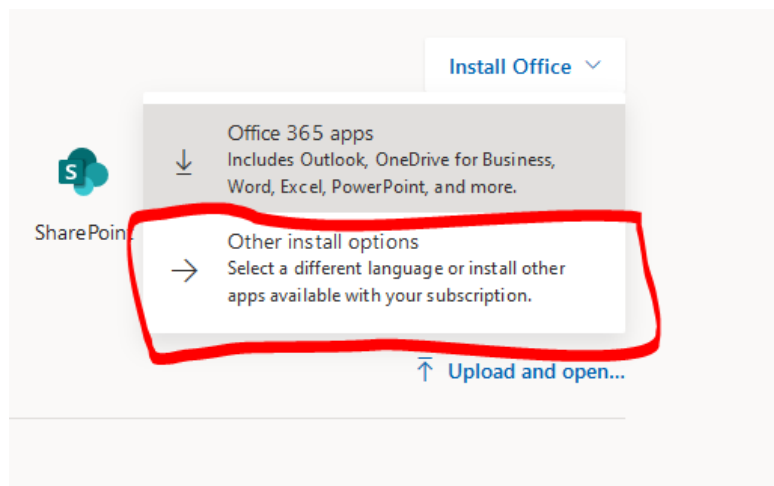 Install Office
Office 365 apps
Includes Outlook, OneDrive for Business,
Word, Excel, PowerPoint, and more.
S
SharePoint
Other install options
Select a different language or install other
apps available with your subscription.
Upload and open...